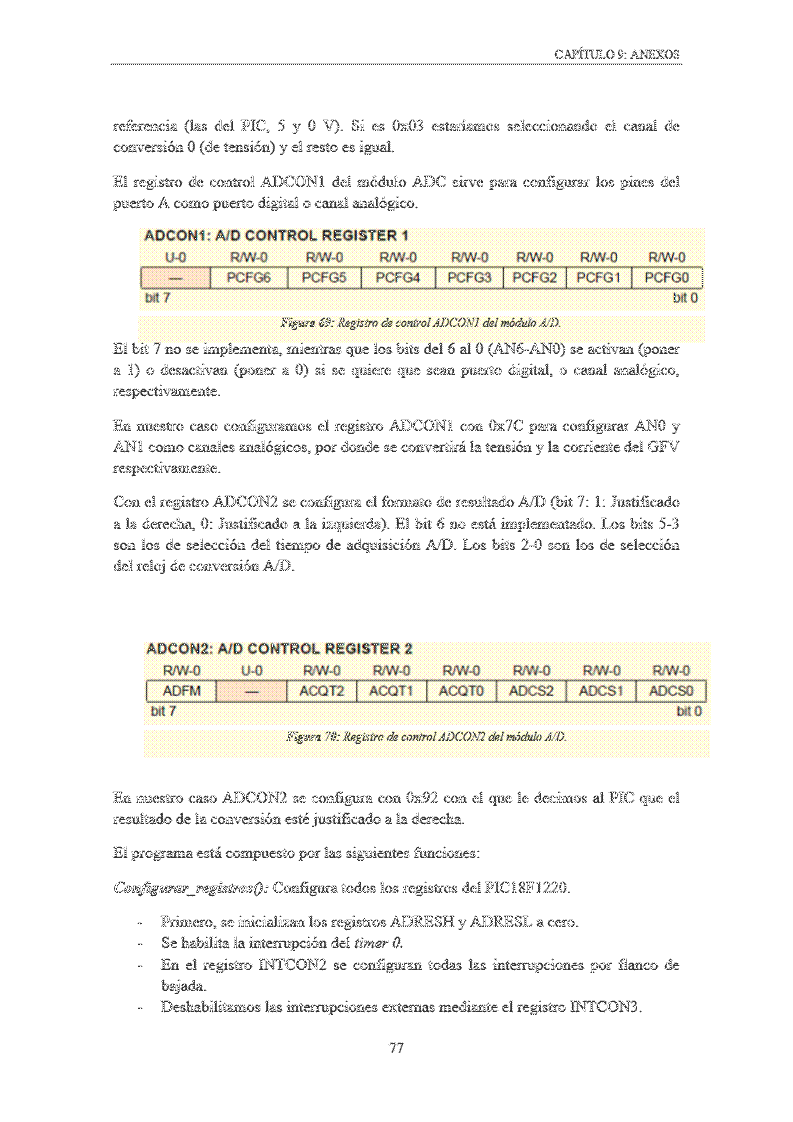 CAPÍTULO 9: ANEXOS
referencia (las del PIC, 5 y 0 V). Si es 0x03 estaríamos seleccionando el canal de
conversión 0 (de tensión) y el resto es igual.
El registro de control ADCON1 del módulo ADC sirve para configurar los pines del
puerto A como puerto digital o canal analógico.
ADCON1: A/D CONTROL REGISTER 1
U-0 R/W-0 R/W-0 R/W-0 R/W-0 R/W-0 R/W-0 R/W-0
— PCFG6 PCFG5 PCFG4 PCFG3 PCFG2 PCFG1 PCFG0
bit 7 bit 0
Figura 69: Registro de control ADCON1 del módulo A/D.
El bit 7 no se implementa, mientras que los bits del 6 al 0 (AN6-AN0) se activan (poner
a 1) o desactivan (poner a 0) si se quiere que sean puerto digital, o canal analógico,
respectivamente.
En nuestro caso configuramos el registro ADCON1 con 0x7C para configurar AN0 y
AN1 como canales analógicos, por donde se convertirá la tensión y la corriente del GFV
respectivamente.
Con el registro ADCON2 se configura el formato de resultado A/D (bit 7: 1: Justificado
a la derecha, 0: Justificado a la izquierda). El bit 6 no está implementado. Los bits 5-3
son los de selección del tiempo de adquisición A/D. Los bits 2-0 son los de selección
del reloj de conversión A/D.
ADCON2: A/D CONTROL REGISTER 2
R/W-0 U-0 R/W-0 R/W-0 R/W-0 R/W-0 R/W-0 R/W-0
ADFM — ACQT2 ACQT1 ACQT0 ADCS2 ADCS1 ADCS0
bit 7 bit 0
Figura 70: Registro de control ADCON2 del módulo A/D.
En nuestro caso ADCON2 se configura con 0x92 con el que le decimos al PIC que el
resultado de la conversión esté justificado a la derecha.
El programa está compuesto por las siguientes funciones:
Configurar_registros(): Configura todos los registros del PIC18F1220.
- Primero, se inicializan los registros ADRESH y ADRESL a cero.
- Se habilita la interrupción del timer 0.
- En el registro INTCON2 se configuran todas las interrupciones por flanco de
bajada.
- Deshabilitamos las interrupciones externas mediante el registro INTCON3.
77